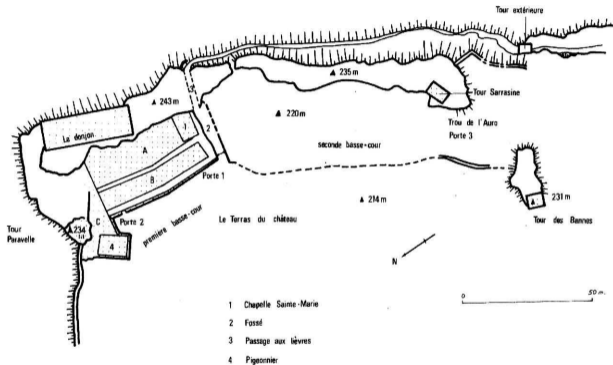 Tour extérieure
235 m
243 m
Tour Sarrasine
Le donjon
220 m
Trou de l'Aura
Porte 3
A
1
2
3
seconde basse-cour
B
Porte 1
C
Porte 2
première basse-cour
Le Terras du château
214 m
231 m
Tour des Bannes
Tour
Paravelle
234
4
N
0 50 m.
1 Chapelle Sainte-Marie
2 Fossé
3 Passage aux lièvres
4 Pigeonnier